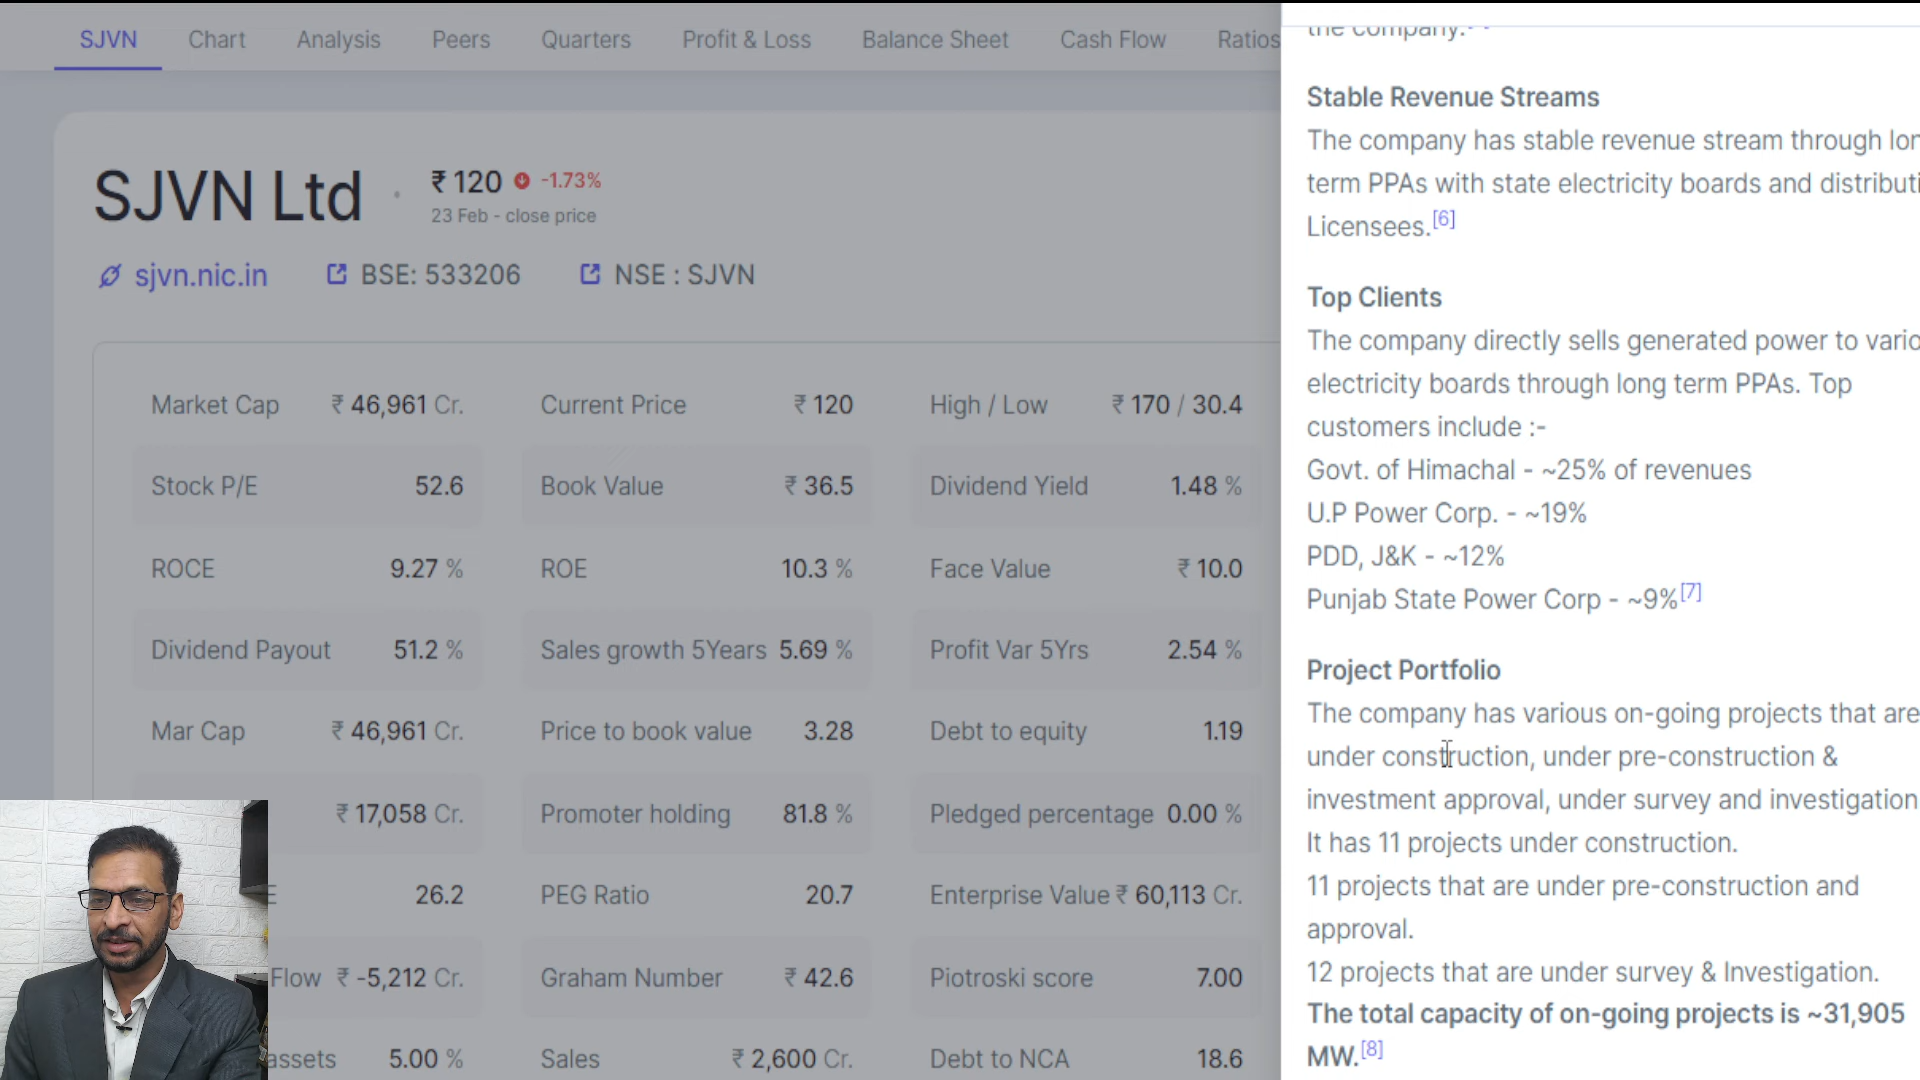 SJVN Chart Analysis Peers Quarters Profit & Loss Balance Sheet Cash Flow Ratios
SJVN Ltd
₹ 120 -1.73%
23 Feb - close price
sjvn.nic.in BSE: 533206 NSE : SJVN
Market Cap ₹ 46,961 Cr. Current Price ₹ 120 High / Low ₹ 170 / 30.4
Stock P/E 52.6 Book Value ₹ 36.5 Dividend Yield 1.48 %
ROCE 9.27 % ROE 10.3 % Face Value ₹ 10.0
Dividend Payout 51.2 % Sales growth 5Years 5.69 % Profit Var 5Yrs 2.54 %
Mar Cap ₹ 46,961 Cr. Price to book value 3.28 Debt to equity 1.19
₹ 17,058 Cr. Promoter holding 81.8 % Pledged percentage 0.00 %
E 26.2 PEG Ratio 20.7 Enterprise Value ₹ 60,113 Cr.
Flow ₹ -5,212 Cr. Graham Number ₹ 42.6 Piotroski score 7.00
assets 5.00 % Sales ₹ 2,600 Cr. Debt to NCA 18.6
the company.
Stable Revenue Streams
The company has stable revenue stream through lon
term PPAs with state electricity boards and distributi
Licensees.[6]
Top Clients
The company directly sells generated power to vario
electricity boards through long term PPAs. Top
customers include :-
Govt. of Himachal - ~25% of revenues
U.P Power Corp. - ~19%
PDD, J&K - ~12%
Punjab State Power Corp - ~9%[7]
Project Portfolio
The company has various on-going projects that are
under construction, under pre-construction &
investment approval, under survey and investigation
It has 11 projects under construction.
11 projects that are under pre-construction and
approval.
12 projects that are under survey & Investigation.
The total capacity of on-going projects is ~31,905
MW.[8]